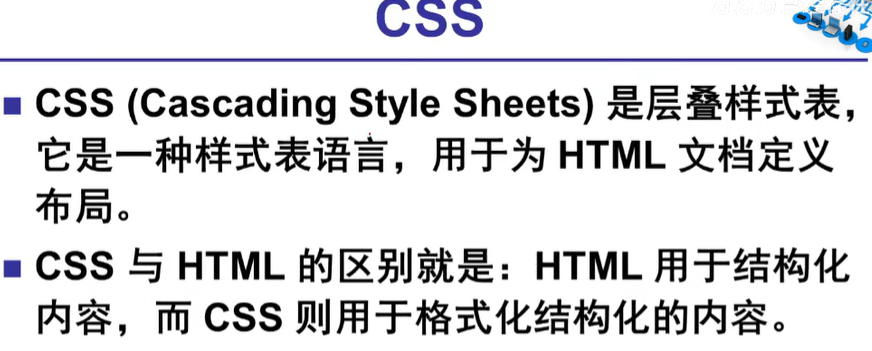 CSS
CSS (Cascading Style Sheets) 是层叠样式表，
它是一种样式表语言，用于为 HTML 文档定义
布局。
CSS 与 HTML 的区别就是：HTML 用于结构化
内容，而 CSS 则用于格式化结构化的内容。